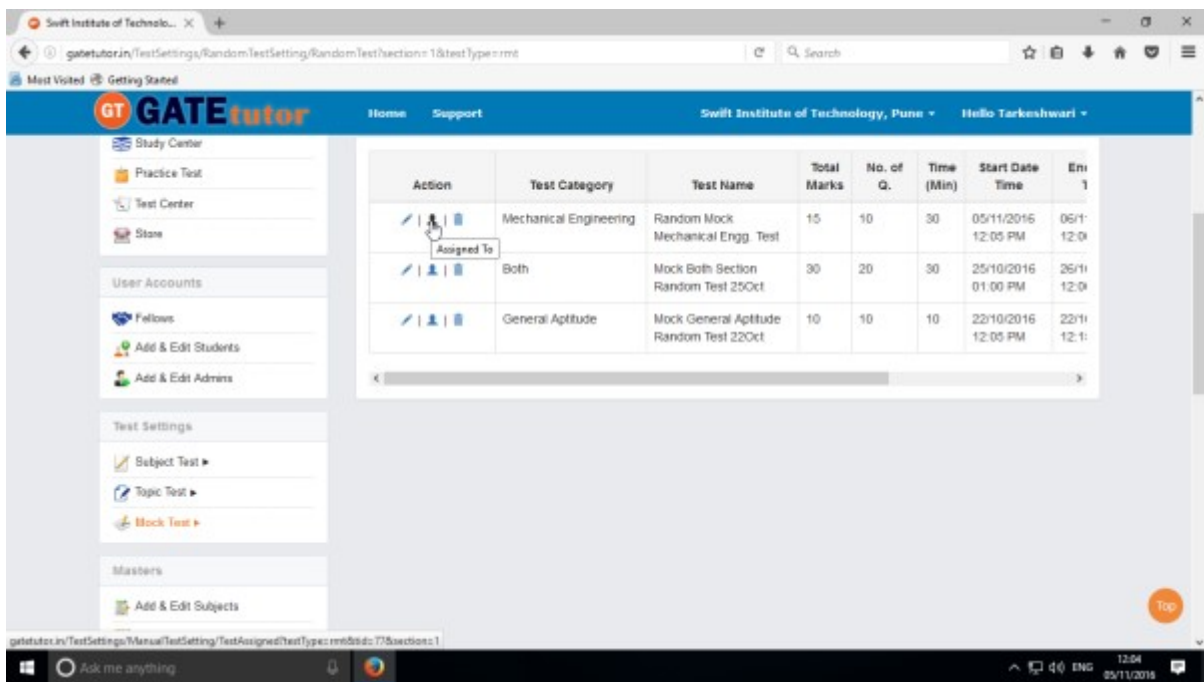 Swift Institute of Technolo...
gatetutor.in/TestSettings/RandomTestSetting/RandomTest?section=1&testType=rmt
Search
Most Visited Getting Started
GT GATEtutor
Home Support Swift Institute of Technology, Pune Hello Tarkeshwari
Study Center
Practice Test
Test Center
Store
User Accounts
Fellows
Add & Edit Students
Add & Edit Admins
Test Settings
Subject Test
Topic Test
Mock Test
Masters
Add & Edit Subjects
Action Test Category Test Name Total Marks No. of Q. Time (Min) Start Date Time
Mechanical Engineering Random Mock 15 10 30 05/11/2016
Mechanical Engg. Test 12:05 PM
Assigned To
Both Mock Both Section 30 20 30 25/10/2016
Random Test 25Oct 01:00 PM
General Aptitude Mock General Aptitude 10 10 10 22/10/2016
Random Test 22Oct 12:05 PM
Top
gatetutor.in/TestSettings/ManualTestSetting/TestAssigned?testType=rmt&tid=77&section=1
Ask me anything
ENG
12:04
05/11/2016